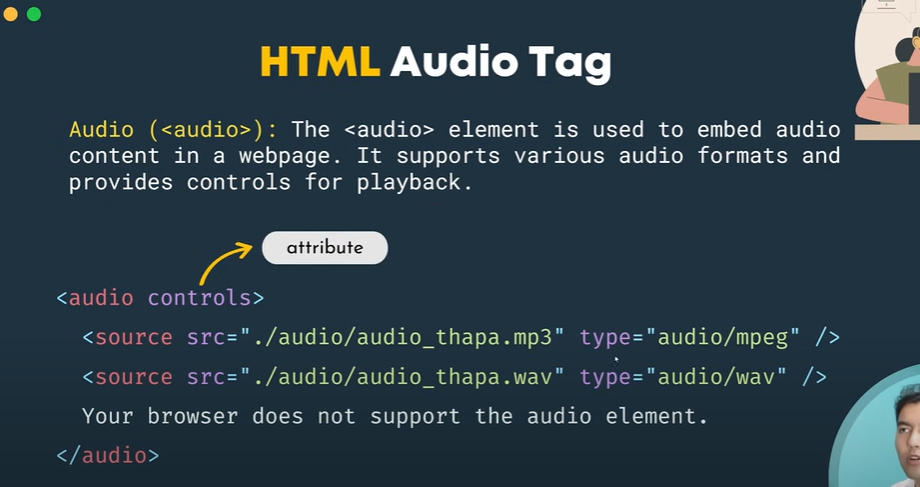 HTML Audio Tag
Audio (<audio>): The <audio> element is used to embed audio
content in a webpage. It supports various audio formats and
provides controls for playback.
attribute
<audio controls>
<source src="./audio/audio_thapa.mp3" type="audio/mpeg" />
<source src="./audio/audio_thapa.wav" type="audio/wav" />
Your browser does not support the audio element.
</audio>